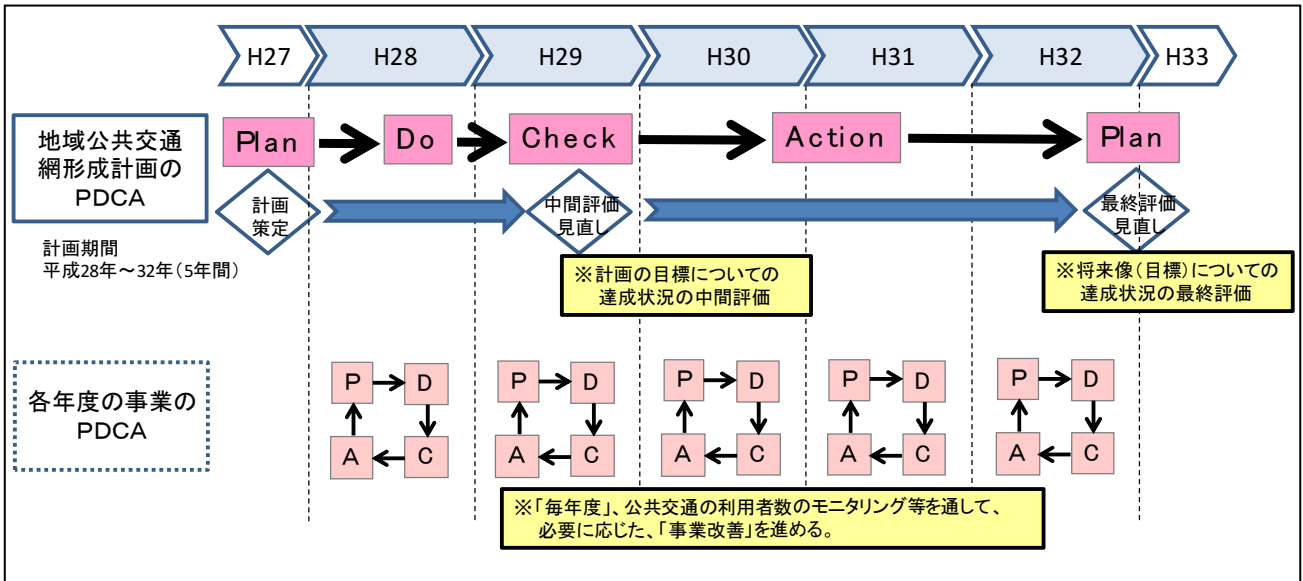 H27
H28
H29
H30
H31
H32
H33
地域公共交通
網形成計画の
PDCA
Plan
Do
Check
Action
Plan
計画
策定
中間評価
見直し
最終評価
見直し
計画期間
平成28年～32年(5年間)
※計画の目標についての
達成状況の中間評価
※将来像(目標)についての
達成状況の最終評価
各年度の事業の
PDCA
P
D
A
C
P
D
A
C
P
D
A
C
P
D
A
C
P
D
A
C
※「毎年度」、公共交通の利用者数のモニタリング等を通して、
必要に応じた、「事業改善」を進める。